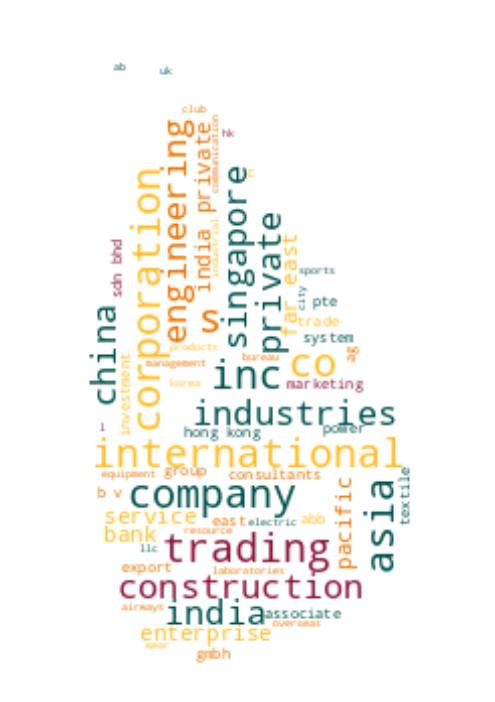 ab
uk
club
hk
communication
engineering
india private
corporation
singapore
r
private
industrial
far east
sdn bhd
sports
city
pte
s
trade
china
system
products
investment
bureau
ag
management
inc
co
korea
marketing
industries
l
hong kong
power
international
equipment
group
consultants
textile
pacific
asia
b v
company
service
east
electric
abb
bank
resource
trading
llc
export
laboratories
construction
airways
india
associate
overseas
enterprise
wear
gmbh